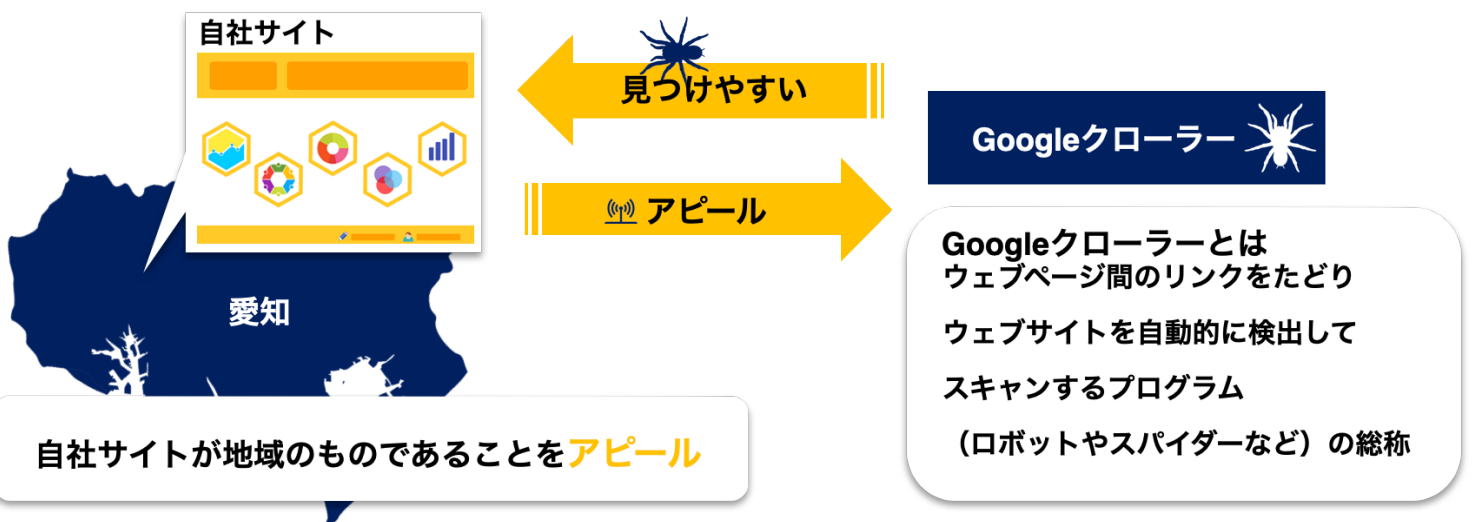 自社サイト
見つけやすい
Googleクローラー
アピール
愛知
自社サイトが地域のものであることをアピール
Googleクローラーとは
ウェブページ間のリンクをたどり
ウェブサイトを自動的に検出して
スキャンするプログラム
（ロボットやスパイダーなど）の総称